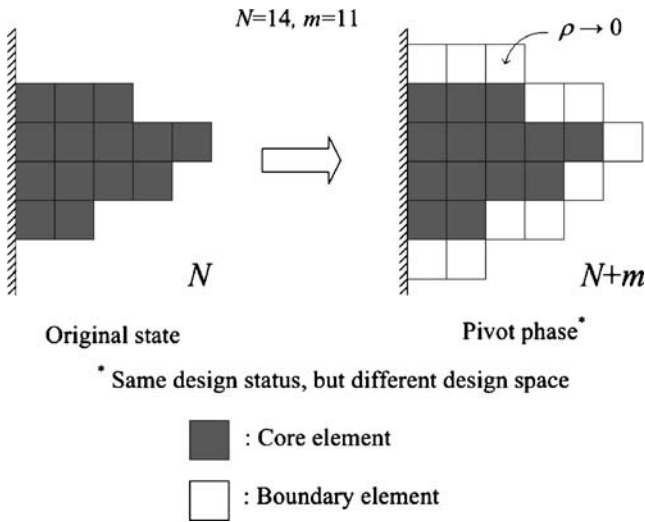 N=14, m=11
ρ → 0
N
N+m
Original state
Pivot phase*
* Same design status, but different design space
: Core element
: Boundary element